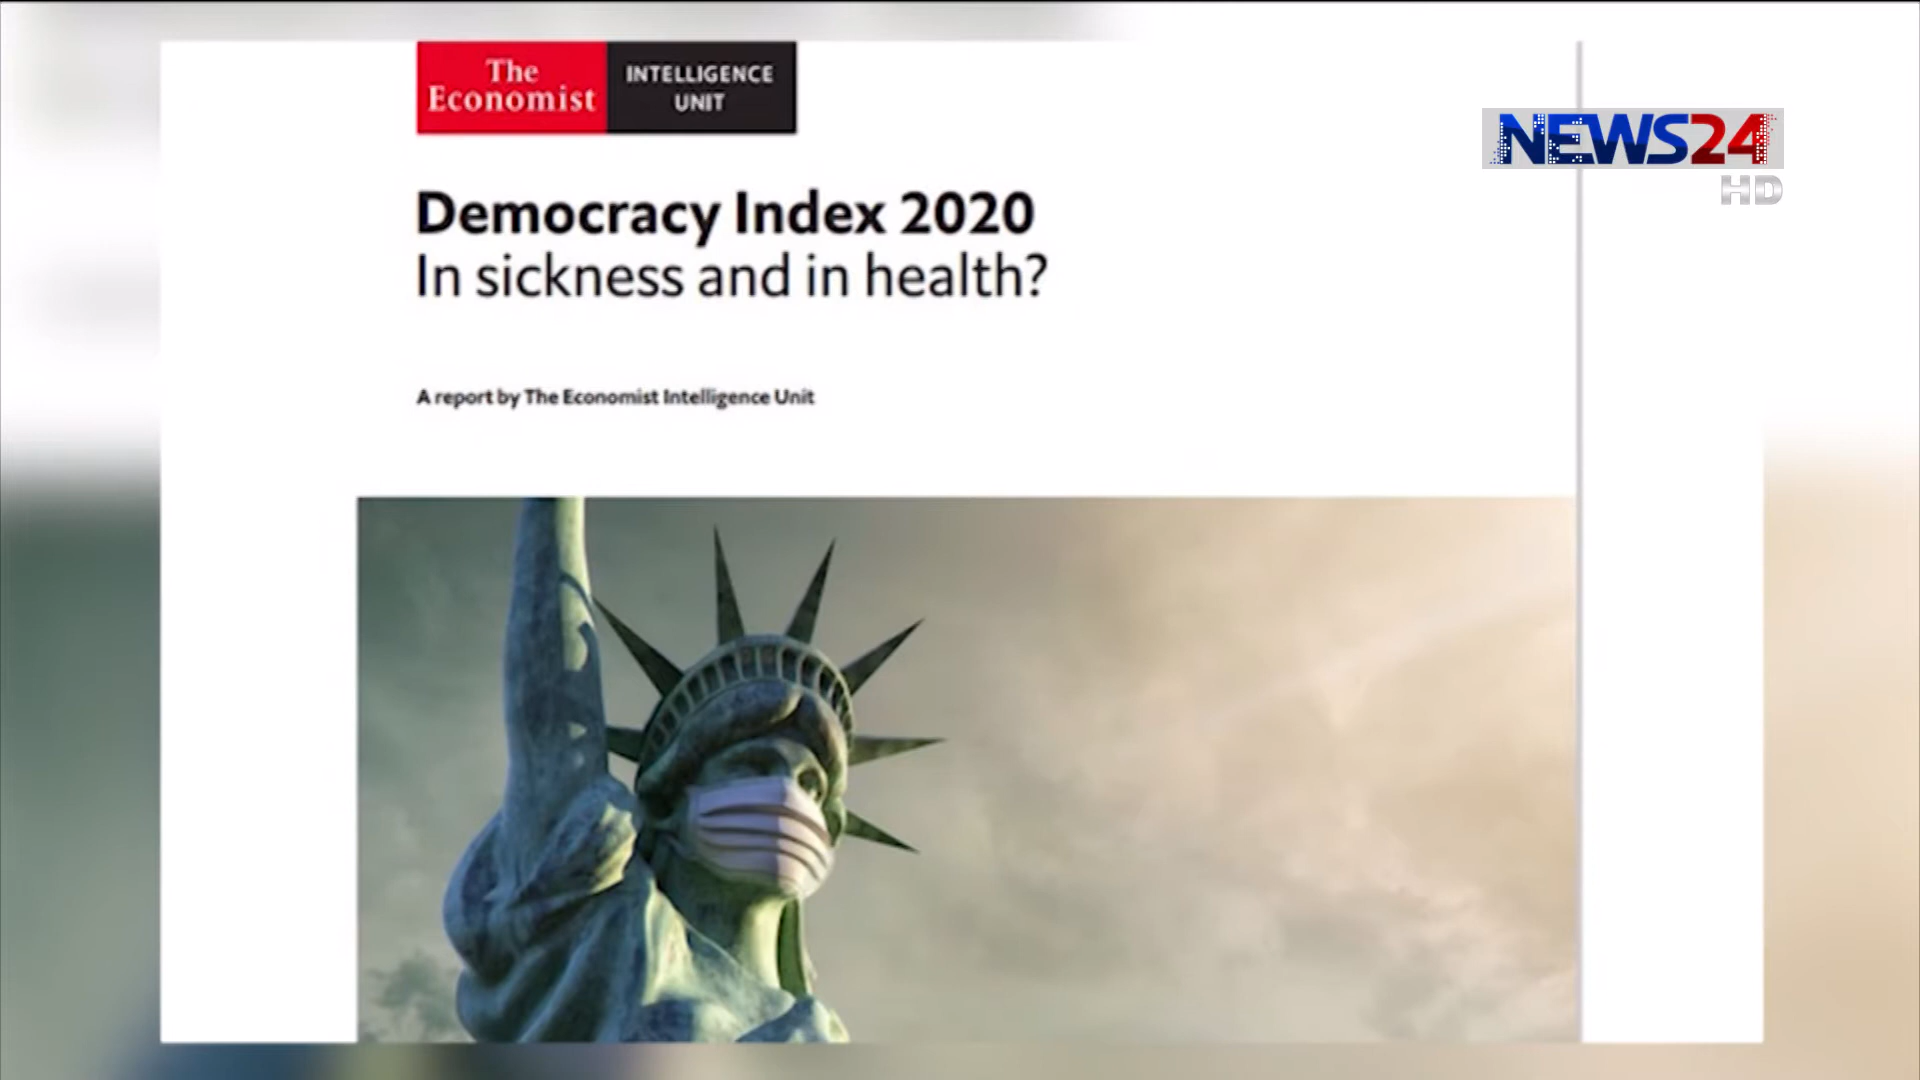 The
Economist
INTELLIGENCE
UNIT
NEWS24
HD
Democracy Index 2020
In sickness and in health?
A report by The Economist Intelligence Unit